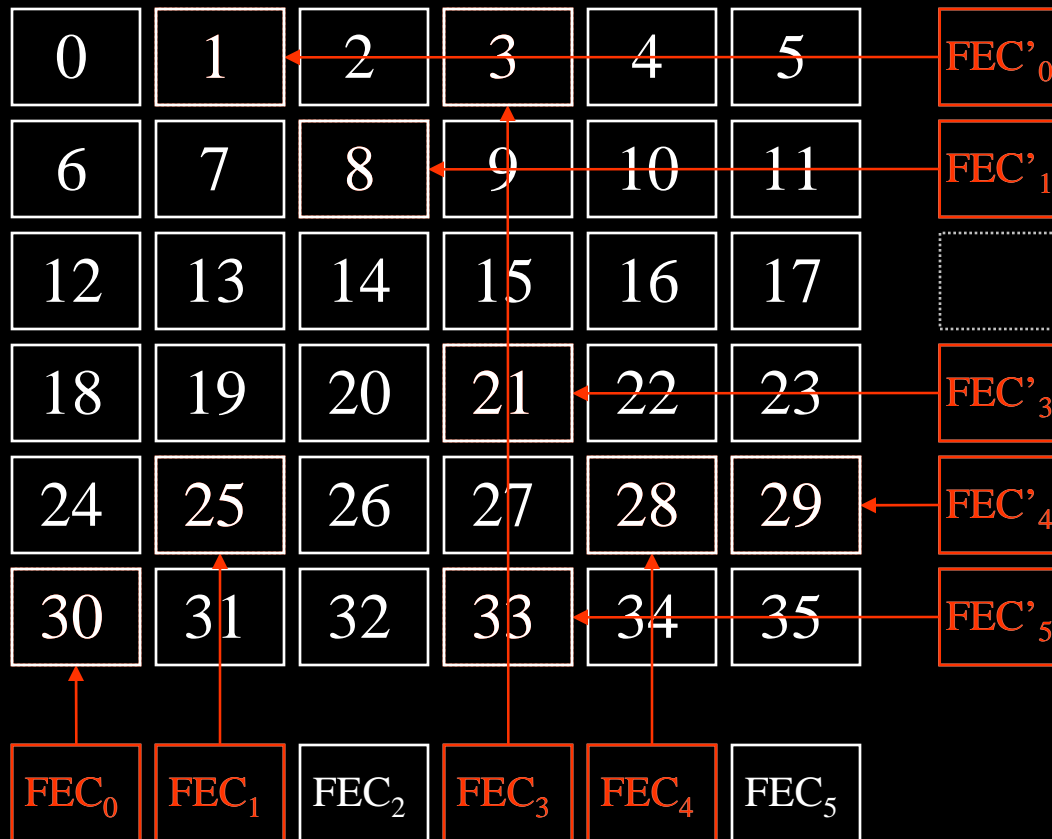 0 1 2 3 4 5 FEC’₀
6 7 8 9 10 11 FEC’₁
12 13 14 15 16 17
18 19 20 21 22 23 FEC’₃
24 25 26 27 28 29 FEC’₄
30 31 32 33 34 35 FEC’₅
FEC₀ FEC₁ FEC₂ FEC₃ FEC₄ FEC₅